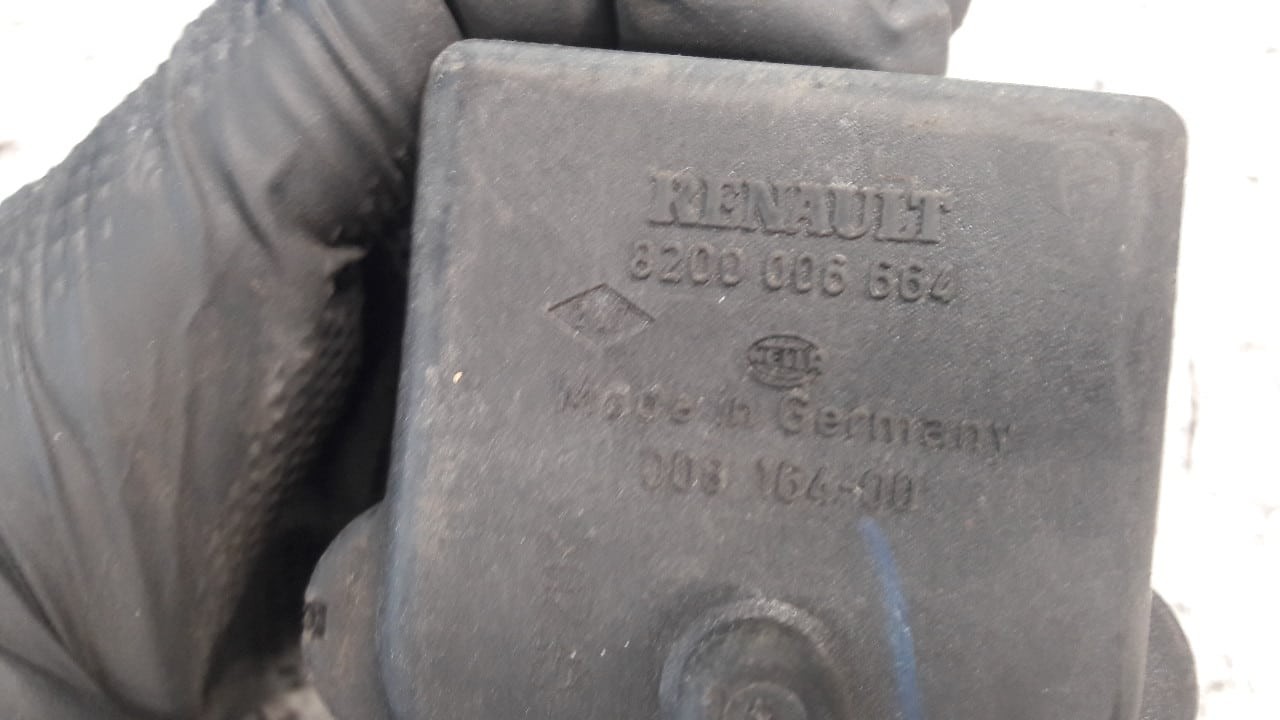 RENAULT
8200 006 664
HELLA
Made in Germany
008 164-00